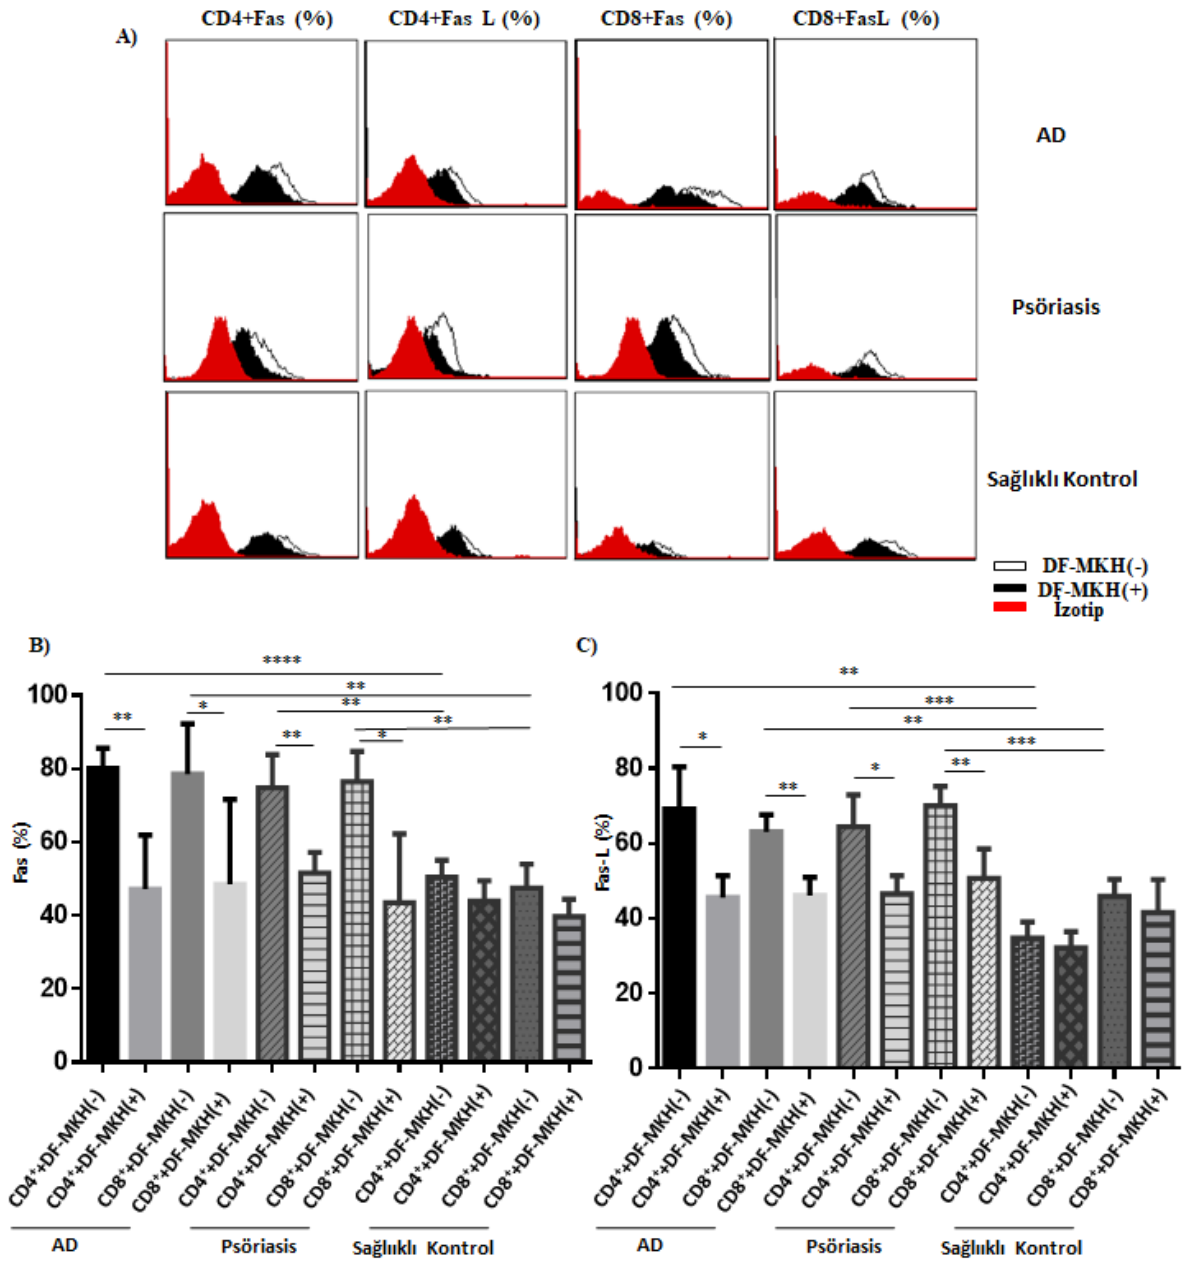 CD4+Fas (%) CD4+Fas L (%) CD8+Fas (%) CD8+FasL (%)
A)
AD
Psöriasis
Sağlıklı Kontrol
DF-MKH(-)
DF-MKH(+)
İzotip
B)
****
**
**
**
** * ** *
100
80
60
40
20
0
Fas (%)
CD4⁺+DF-MKH(-)
CD4⁺+DF-MKH(+)
CD8⁺+DF-MKH(-)
CD8⁺+DF-MKH(+)
CD4⁺+DF-MKH(-)
CD4⁺+DF-MKH(+)
CD8⁺+DF-MKH(-)
CD8⁺+DF-MKH(+)
CD4⁺+DF-MKH(-)
CD4⁺+DF-MKH(+)
CD8⁺+DF-MKH(-)
CD8⁺+DF-MKH(+)
AD Psöriasis Sağlııklı Kontrol
C)
**
***
**
***
* ** * **
100
80
60
40
20
0
Fas-L (%)
CD4⁺+DF-MKH(-)
CD4⁺+DF-MKH(+)
CD8⁺+DF-MKH(-)
CD8⁺+DF-MKH(+)
CD4⁺+DF-MKH(-)
CD4⁺+DF-MKH(+)
CD8⁺+DF-MKH(-)
CD8⁺+DF-MKH(+)
CD4⁺+DF-MKH(-)
CD4⁺+DF-MKH(+)
CD8⁺+DF-MKH(-)
CD8⁺+DF-MKH(+)
AD Psöriasis Sağlııklı Kontrol